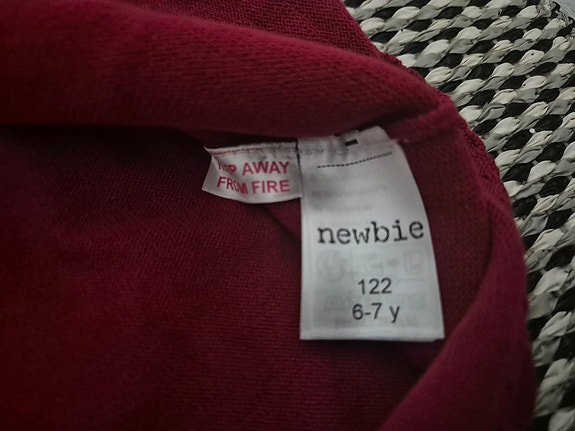 AWAY
FROM FIRE
newbie
122
6-7 y